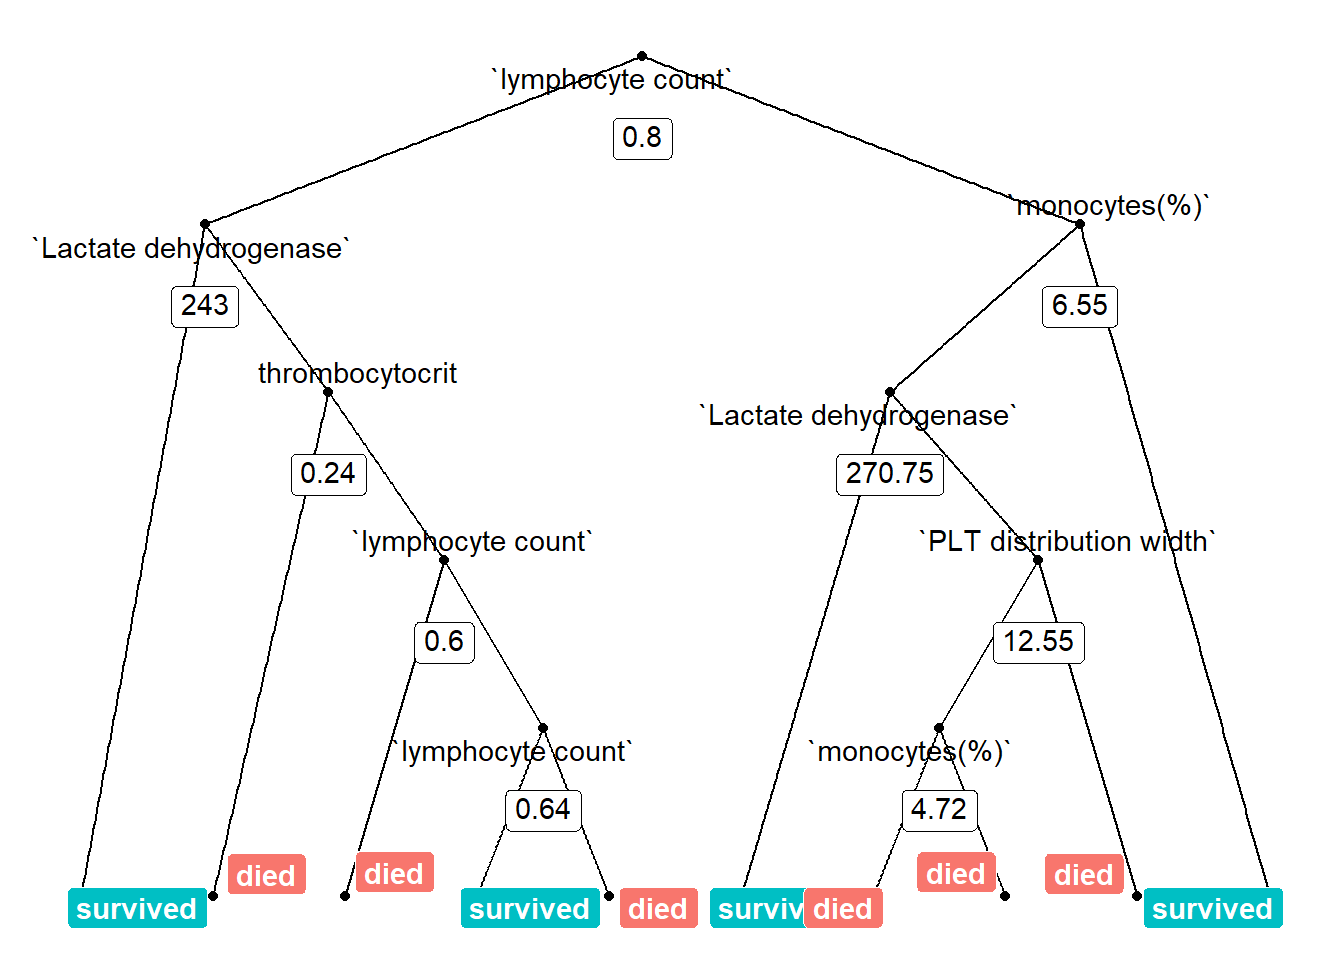 `lymphocyte count`
0.8
`monocytes(%)`
`Lactate dehydrogenase`
243
6.55
thrombocytocrit
`Lactate dehydrogenase`
0.24
270.75
`lymphocyte count`
`PLT distribution width`
0.6
12.55
`lymphocyte count`
`monocytes(%)`
0.64
4.72
died
died
died
died
survived
survived
died
surviv
died
survived